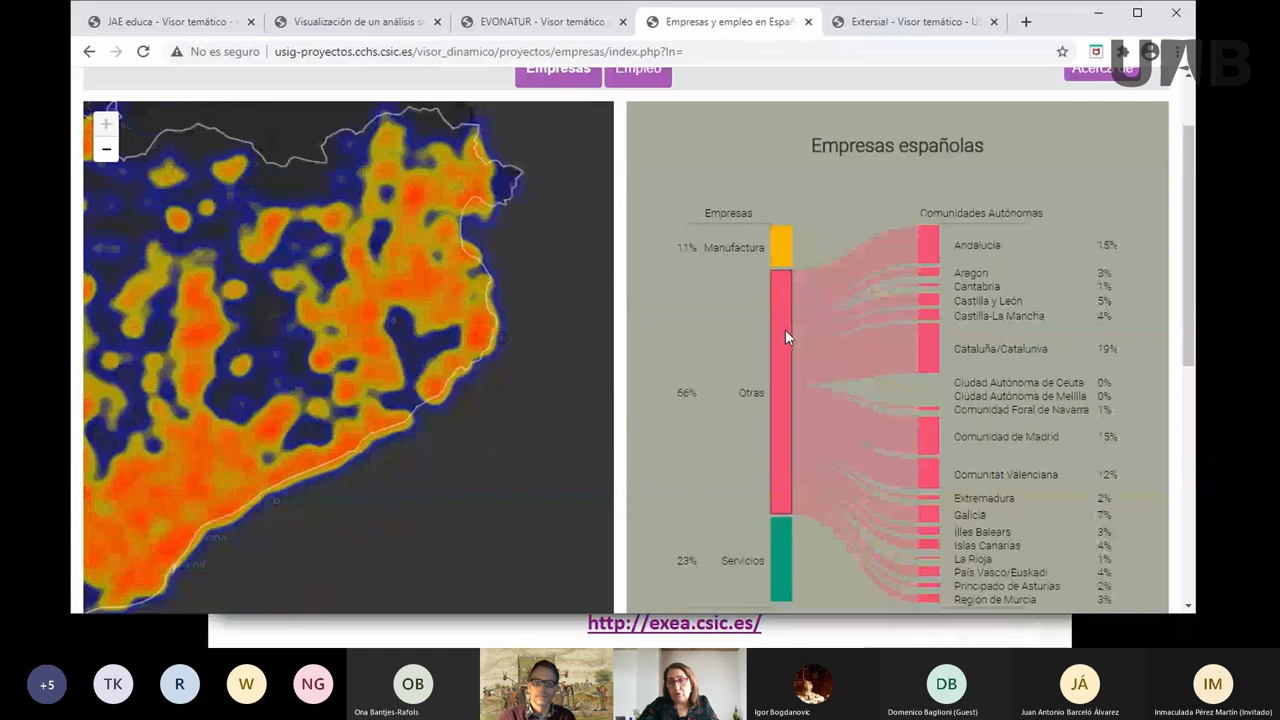 JAE educa - Visor temático -
Visualización de un análisis s
EVONATUR - Visor temático
Empresas y empleo en Españ
Extersial - Visor temático - U
No es seguro
usig-proyectos.cchs.csic.es/visor_dinamico/proyectos/empresas/index.php?ln=
UAB
Empresas
Empleo
Acerca de
+
−
Empresas españolas
Empresas
Comunidades Autónomas
11% Manufactura
66% Otras
23% Servicios
Andalucía 15%
Aragón 3%
Cantabria 1%
Castilla y León 5%
Castilla-La Mancha 4%
Cataluña/Catalunya 19%
Ciudad Autónoma de Ceuta 0%
Ciudad Autónoma de Melilla 0%
Comunidad Foral de Navarra 1%
Comunidad de Madrid 15%
Comunitat Valenciana 12%
Extremadura 2%
Galicia 7%
Illes Balears 3%
Islas Canarias 4%
La Rioja 1%
País Vasco/Euskadi 4%
Principado de Asturias 2%
Región de Murcia 3%
http://exea.csic.es/
+5
TK
R
W
NG
OB
DB
JÁ
IM
Ona Bantjes-Rafols
Igor Bogdanovic
Domenico Baglioni (Guest)
Juan Antonio Barceló Álvarez
Inmaculada Pérez Martín (Invitado)